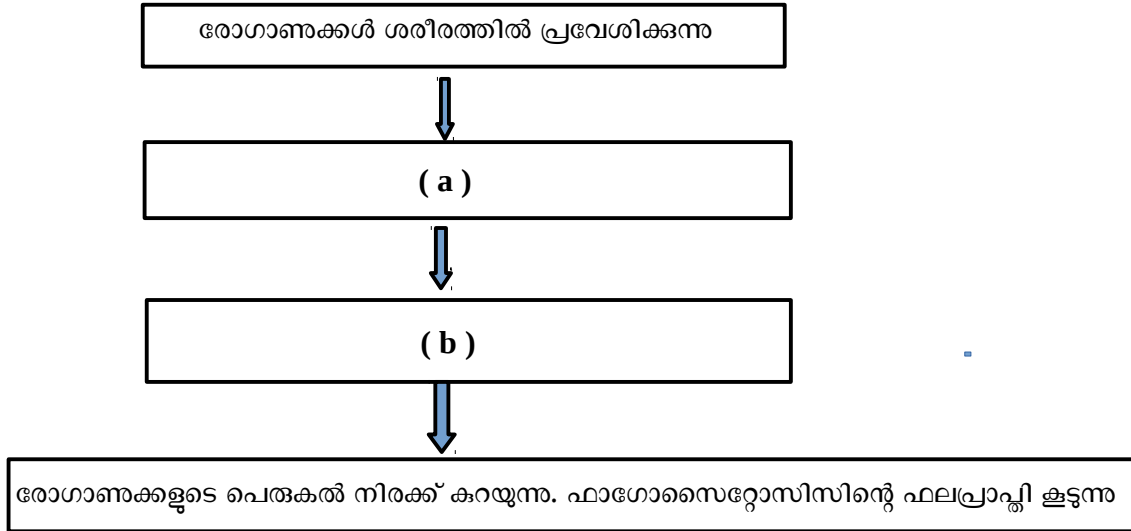 രോഗാണുക്കൾ ശരീരത്തിൽ പ്രവേശിക്കുന്നു
( a )
( b )
രോഗാണുക്കളുടെ പെരുകൽ നിരക്ക് കുറയുന്നു. ഫാഗോസൈറ്റോസിസിന്റെ ഫലപ്രാപ്തി കൂടുന്നു